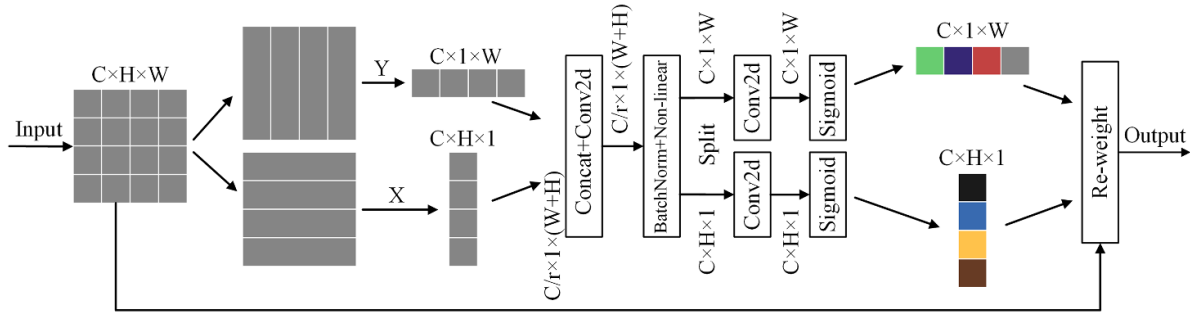 Input
C×H×W
Y
C×1×W
X
C×H×1
C/r×1×(W+H)
Concat+Conv2d
C/r×1×(W+H)
BatchNorm+Non-linear
C×1×W
Split
C×H×1
Conv2d
Conv2d
C×1×W
C×H×1
Sigmoid
Sigmoid
C×1×W
C×H×1
Re-weight
Output